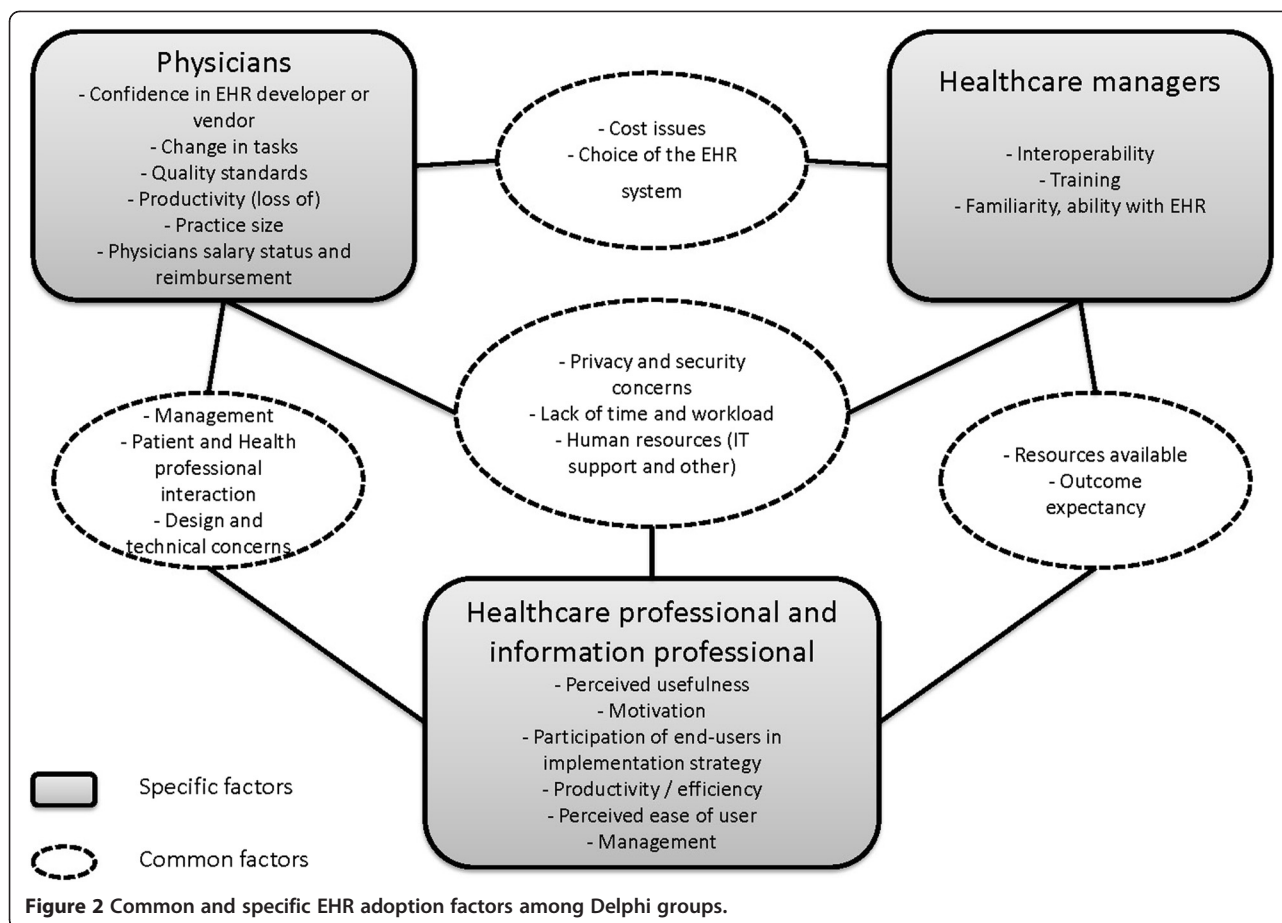 Physicians
- Confidence in EHR developer or
vendor
- Change in tasks
- Quality standards
- Productivity (loss of)
- Practice size
- Physicians salary status and
reimbursement
- Cost issues
- Choice of the EHR
system
Healthcare managers
- Interoperability
- Training
- Familiarity, ability with EHR
- Management
- Patient and Health
professional
interaction
- Design and
technical concerns
- Privacy and security
concerns
- Lack of time and workload
- Human resources (IT
support and other)
- Resources available
- Outcome
expectancy
Healthcare professional and
information professional
- Perceived usefulness
- Motivation
- Participation of end-users in
implementation strategy
- Productivity / efficiency
- Perceived ease of user
- Management
Specific factors
Common factors
Figure 2 Common and specific EHR adoption factors among Delphi groups.